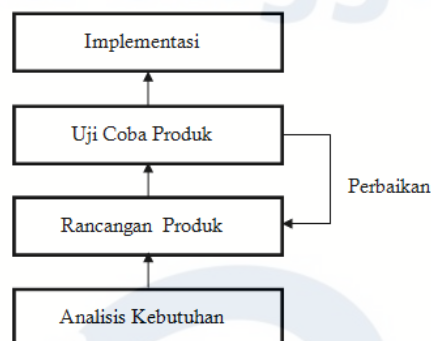 Implementasi
Uji Coba Produk
Perbaikan
Rancangan Produk
Analisis Kebutuhan